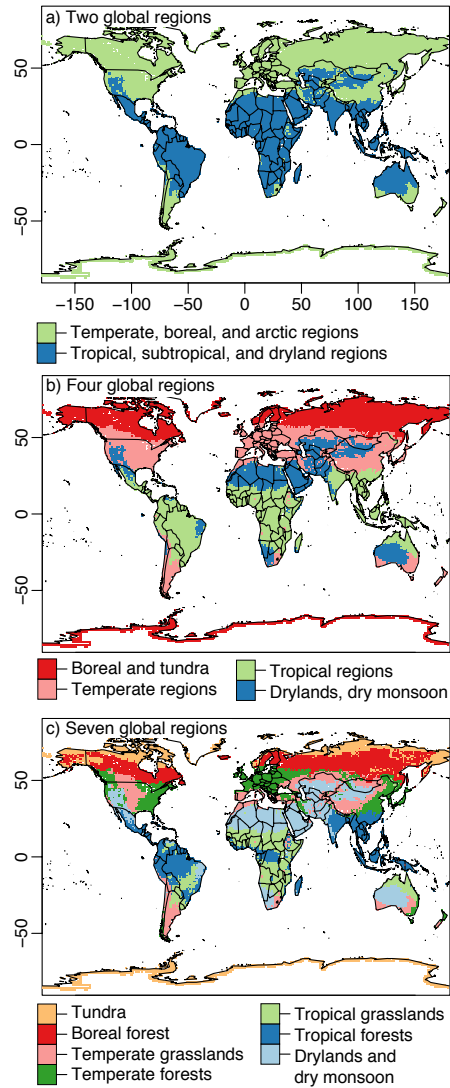 a) Two global regions
50
0
−50
−150 −100 −50 0 50 100 150
Temperate, boreal, and arctic regions
Tropical, subtropical, and dryland regions
b) Four global regions
50
0
−50
Boreal and tundra
Temperate regions
Tropical regions
Drylands, dry monsoon
c) Seven global regions
50
0
−50
Tundra
Boreal forest
Temperate grasslands
Temperate forests
Tropical grasslands
Tropical forests
Drylands and
dry monsoon